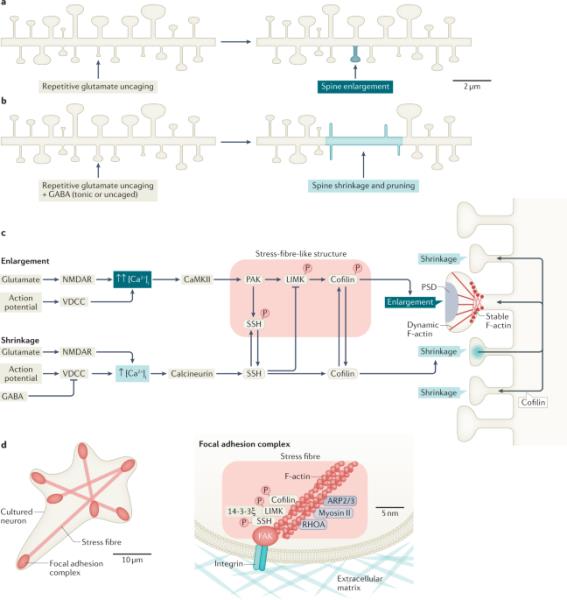 a
Repetitive glutamate uncaging
Spine enlargement
2 μm
b
Repetitive glutamate uncaging
+ GABA (tonic or uncaged)
Spine shrinkage and pruning
c
Enlargement
Glutamate
NMDAR
↑↑[Ca²⁺]i
CaMKII
Action
potential
VDCC
Stress-fibre-like structure
PAK
LIMK
P
Cofilin
P
SSH
P
Shrinkage
Glutamate
NMDAR
Action
potential
VDCC
↑[Ca²⁺]i
Calcineurin
SSH
Cofilin
GABA
Shrinkage
PSD
Enlargement
Dynamic
F-actin
Stable
F-actin
Shrinkage
Shrinkage
Cofilin
d
Cultured
neuron
Stress fibre
Focal adhesion
complex
10 μm
Focal adhesion complex
Stress fibre
F-actin
P
Cofilin
P
LIMK
14-3-3ξ
P
SSH
FAK
ARP2/3
Myosin II
RHOA
5 nm
Integrin
Extracellular
matrix